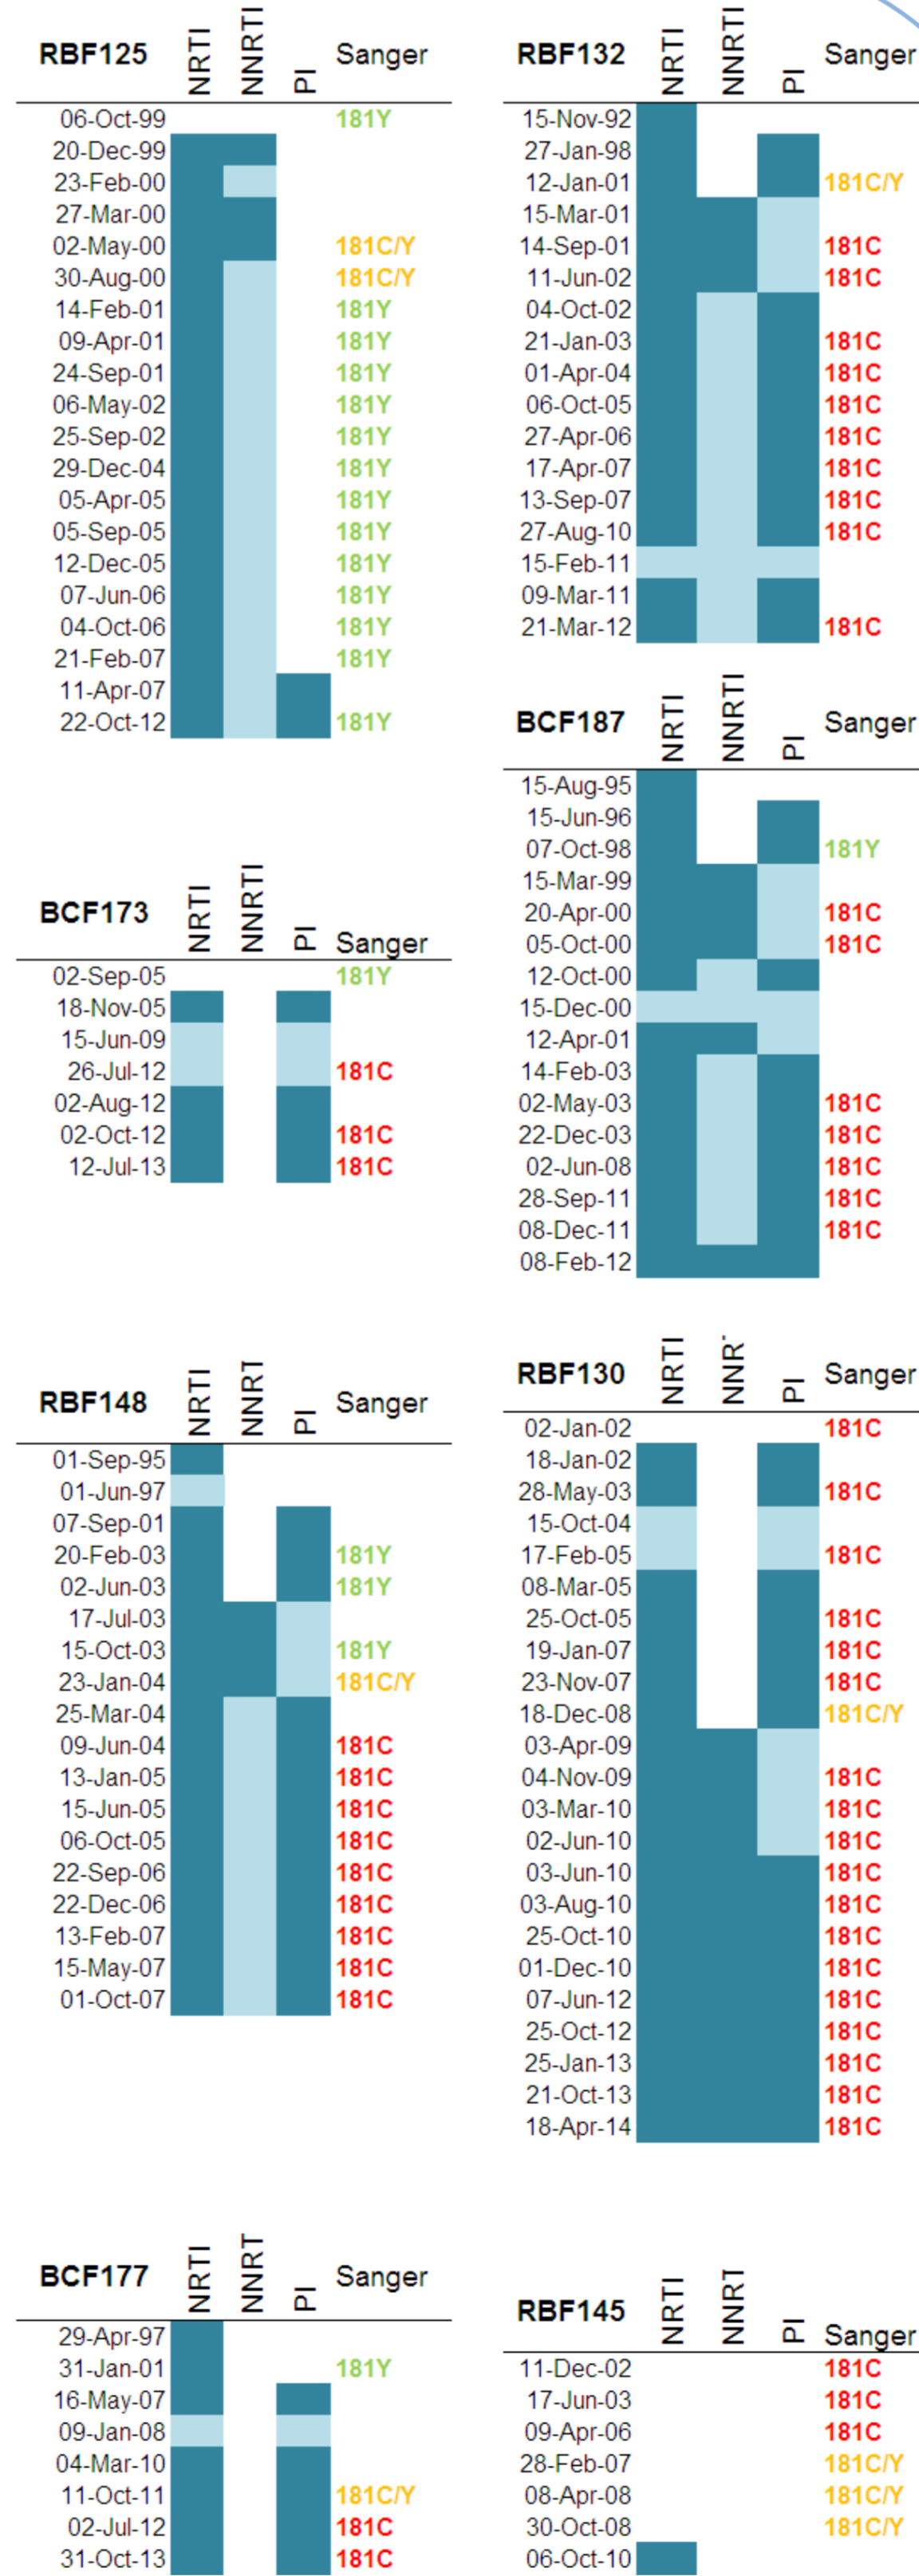 RBF125 NRTI NNRTI PI Sanger
06-Oct-99 181Y
20-Dec-99
23-Feb-00
27-Mar-00
02-May-00 181C/Y
30-Aug-00 181C/Y
14-Feb-01 181Y
09-Apr-01 181Y
24-Sep-01 181Y
06-May-02 181Y
25-Sep-02 181Y
29-Dec-04 181Y
05-Apr-05 181Y
05-Sep-05 181Y
12-Dec-05 181Y
07-Jun-06 181Y
04-Oct-06 181Y
21-Feb-07 181Y
11-Apr-07
22-Oct-12 181Y
RBF132 NRTI NNRTI PI Sanger
15-Nov-92
27-Jan-98
12-Jan-01 181C/Y
15-Mar-01
14-Sep-01 181C
11-Jun-02 181C
04-Oct-02
21-Jan-03 181C
01-Apr-04 181C
06-Oct-05 181C
27-Apr-06 181C
17-Apr-07 181C
13-Sep-07 181C
27-Aug-10 181C
15-Feb-11
09-Mar-11
21-Mar-12 181C
BCF173 NRTI NNRTI PI Sanger
02-Sep-05 181Y
18-Nov-05
15-Jun-09
26-Jul-12 181C
02-Aug-12
02-Oct-12 181C
12-Jul-13 181C
BCF187 NRTI NNRTI PI Sanger
15-Aug-95
15-Jun-96
07-Oct-98 181Y
15-Mar-99
20-Apr-00 181C
05-Oct-00 181C
12-Oct-00
15-Dec-00
12-Apr-01
14-Feb-03
02-May-03 181C
22-Dec-03 181C
02-Jun-08 181C
28-Sep-11 181C
08-Dec-11 181C
08-Feb-12
RBF148 NRTI NNRT PI Sanger
01-Sep-95
01-Jun-97
07-Sep-01
20-Feb-03 181Y
02-Jun-03 181Y
17-Jul-03
15-Oct-03 181Y
23-Jan-04 181C/Y
25-Mar-04
09-Jun-04 181C
13-Jan-05 181C
15-Jun-05 181C
06-Oct-05 181C
22-Sep-06 181C
22-Dec-06 181C
13-Feb-07 181C
15-May-07 181C
01-Oct-07 181C
RBF130 NRTI NNR PI Sanger
02-Jan-02 181C
18-Jan-02
28-May-03 181C
15-Oct-04
17-Feb-05 181C
08-Mar-05
25-Oct-05 181C
19-Jan-07 181C
23-Nov-07 181C
18-Dec-08 181C/Y
03-Apr-09
04-Nov-09 181C
03-Mar-10 181C
02-Jun-10 181C
03-Jun-10 181C
03-Aug-10 181C
25-Oct-10 181C
01-Dec-10 181C
07-Jun-12 181C
25-Oct-12 181C
25-Jan-13 181C
21-Oct-13 181C
18-Apr-14 181C
BCF177 NRTI NNRT PI Sanger
29-Apr-97
31-Jan-01 181Y
16-May-07
09-Jan-08
04-Mar-10
11-Oct-11 181C/Y
02-Jul-12 181C
31-Oct-13 181C
RBF145 NRTI NNRT PI Sanger
11-Dec-02 181C
17-Jun-03 181C
09-Apr-06 181C
28-Feb-07 181C/Y
08-Apr-08 181C/Y
30-Oct-08 181C/Y
06-Oct-10